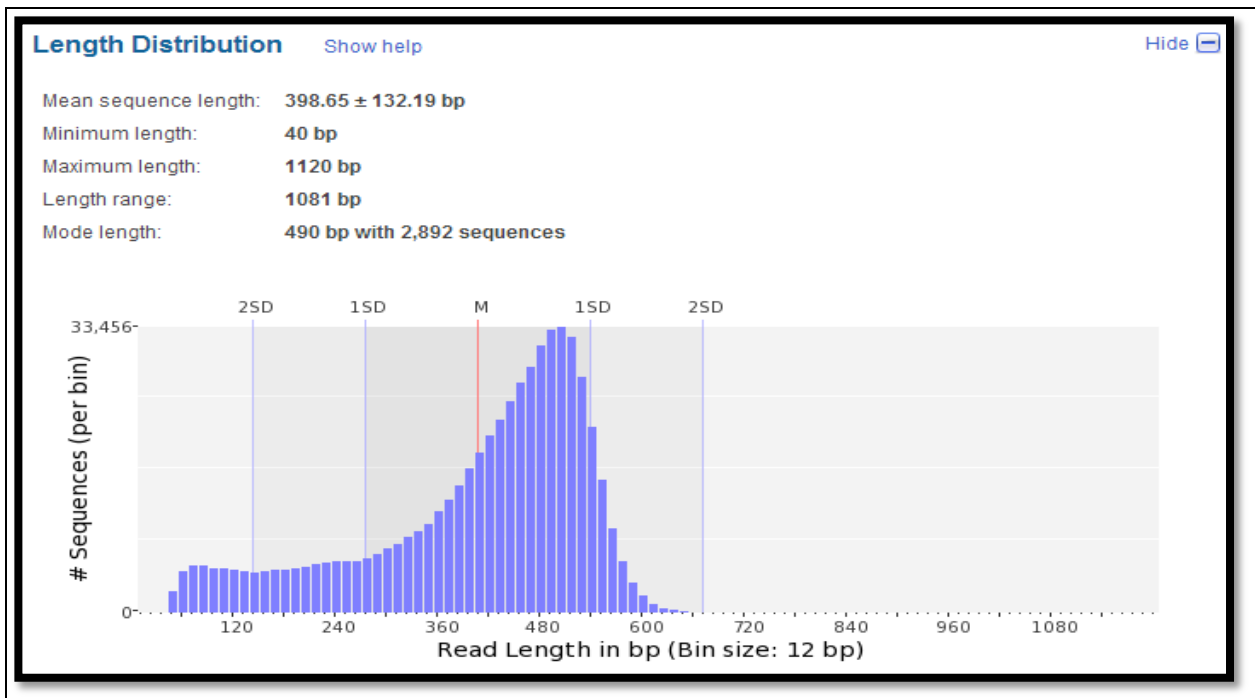 Length Distribution Show help Hide
Mean sequence length: 398.65 ± 132.19 bp
Minimum length: 40 bp
Maximum length: 1120 bp
Length range: 1081 bp
Mode length: 490 bp with 2,892 sequences
2SD 1SD M 1SD 2SD
33,456
# Sequences (per bin)
0
120 240 360 480 600 720 840 960 1080
Read Length in bp (Bin size: 12 bp)